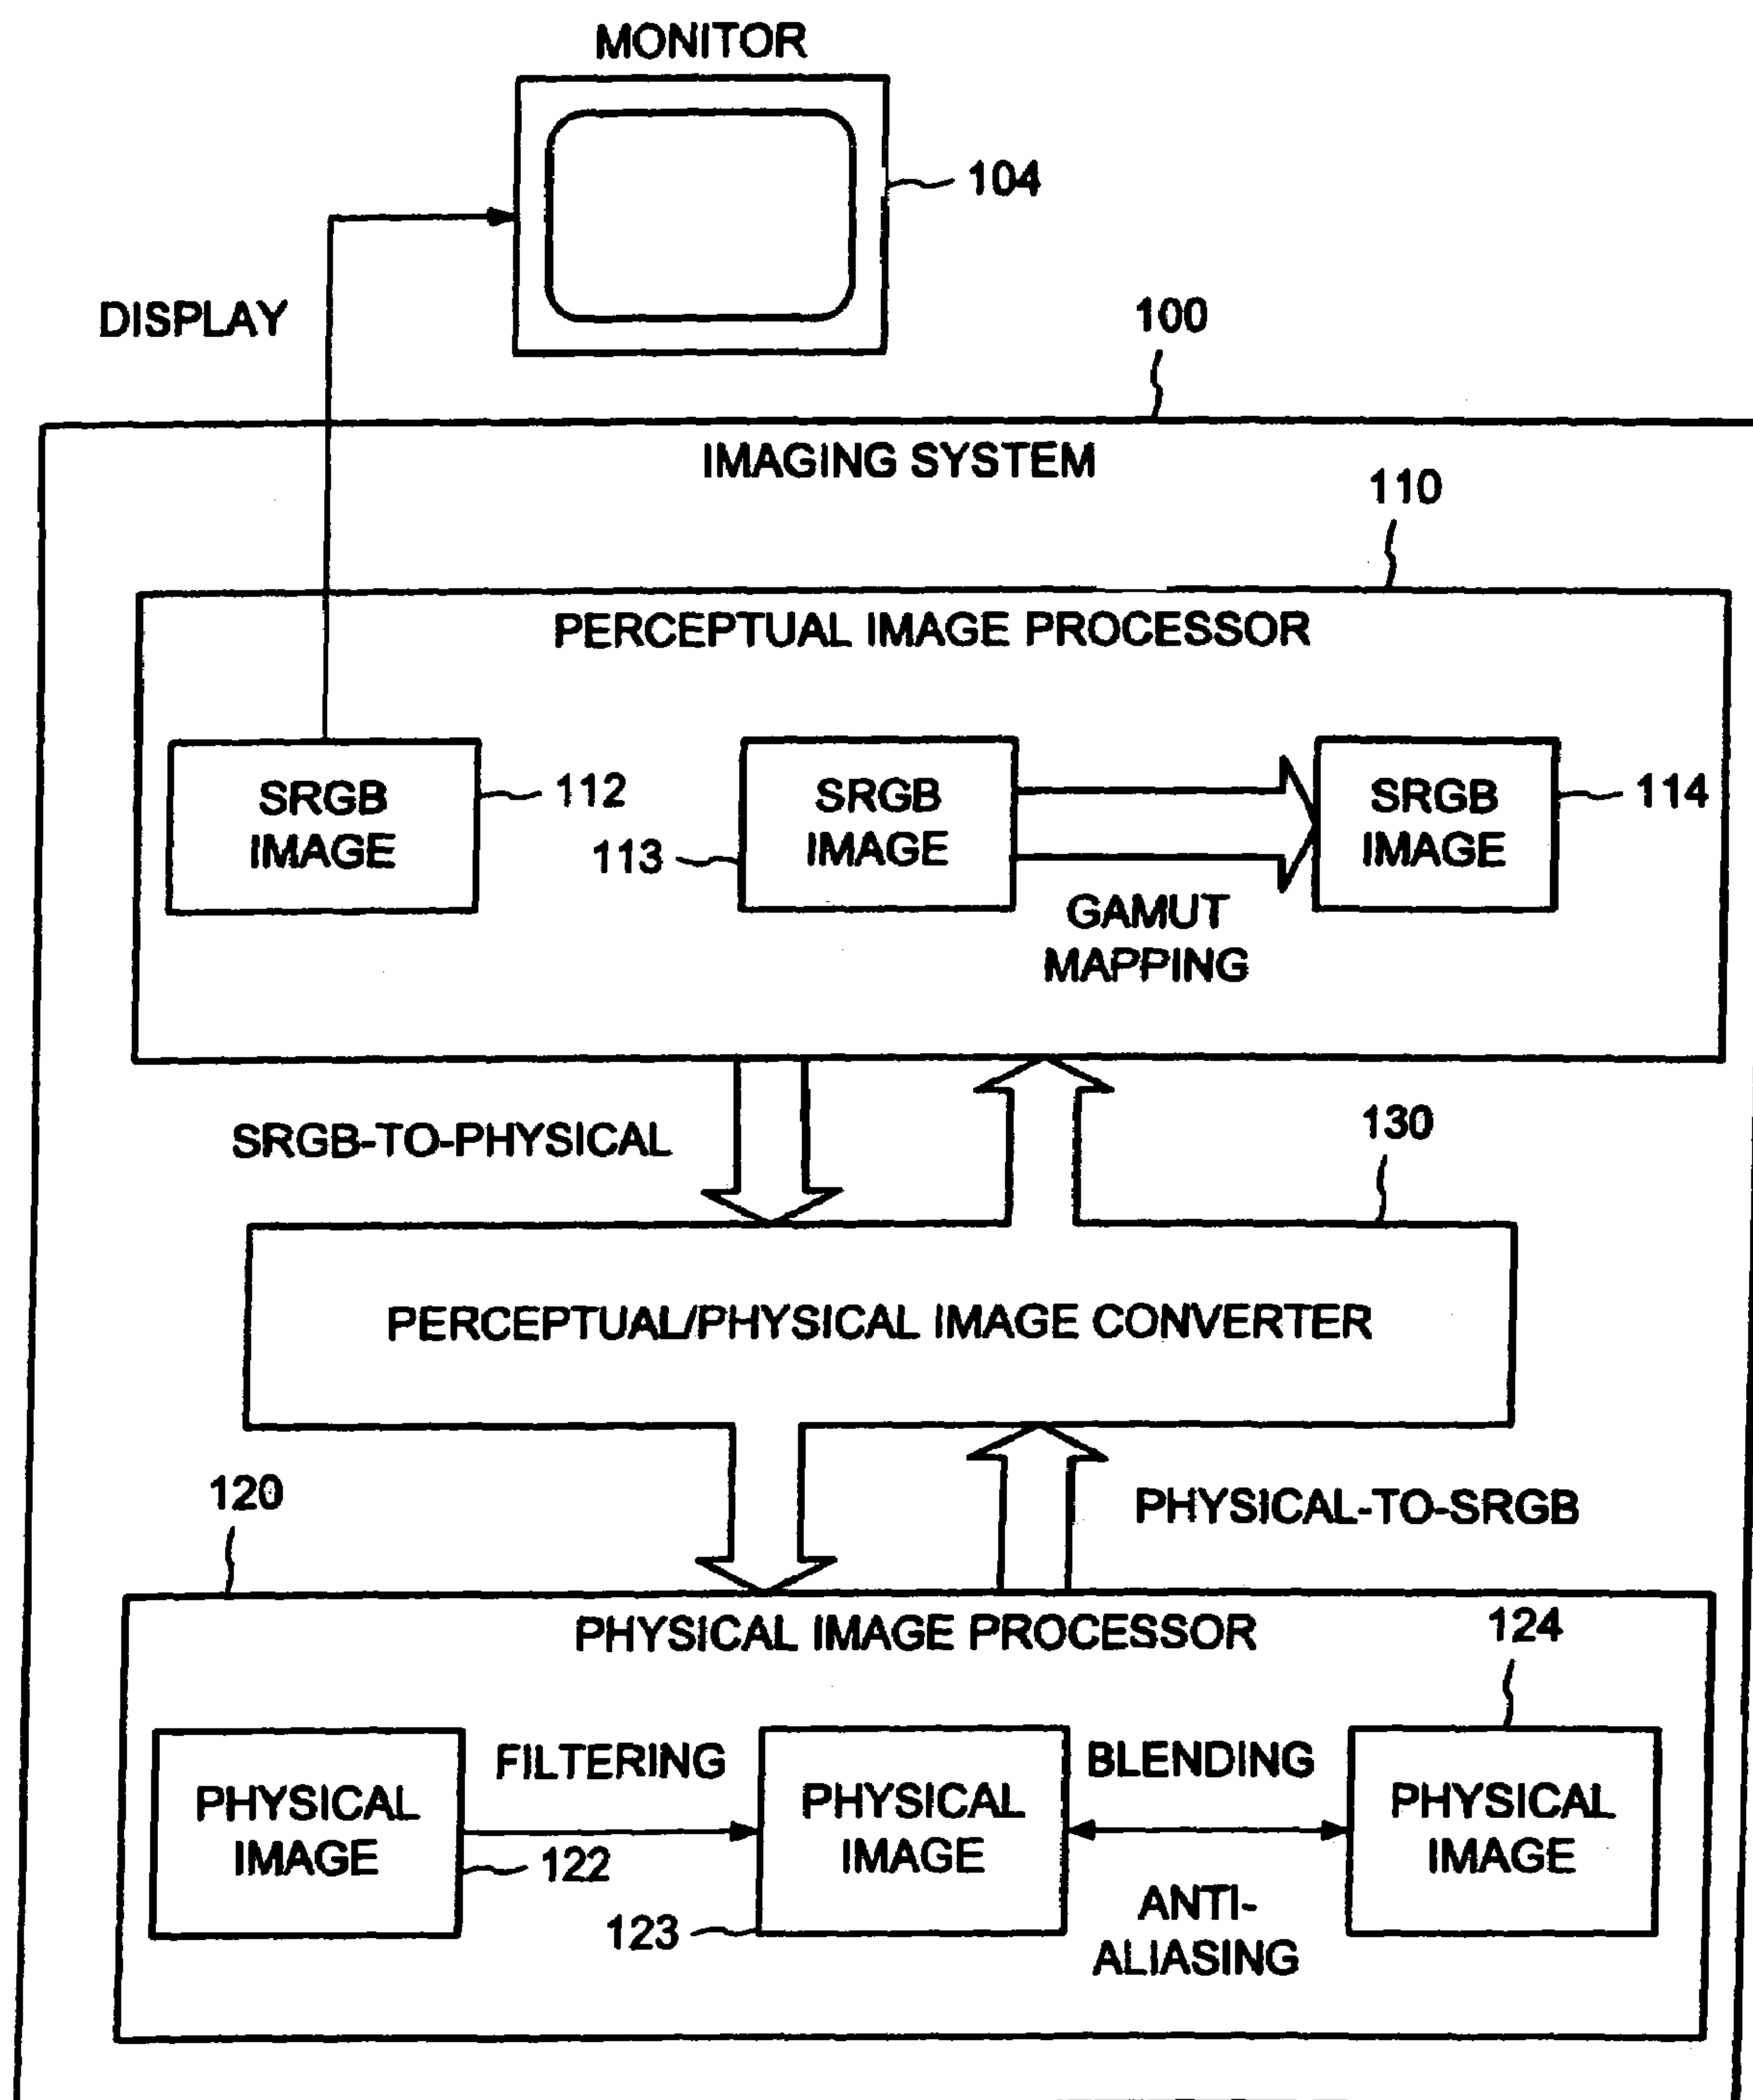 MONITOR
104
DISPLAY
100
IMAGING SYSTEM
110
PERCEPTUAL IMAGE PROCESSOR
SRGB
IMAGE
112
113
SRGB
IMAGE
SRGB
IMAGE
114
GAMUT
MAPPING
SRGB-TO-PHYSICAL
130
PERCEPTUAL/PHYSICAL IMAGE CONVERTER
120
PHYSICAL-TO-SRGB
PHYSICAL IMAGE PROCESSOR
124
PHYSICAL
IMAGE
122
FILTERING
123
PHYSICAL
IMAGE
BLENDING
ANTI-
ALIASING
PHYSICAL
IMAGE